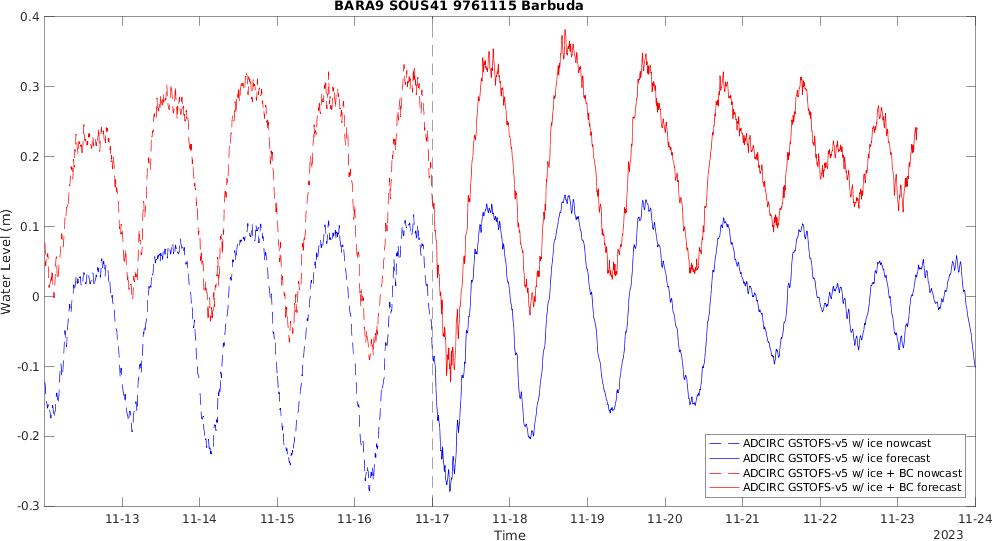 BARA9 SOUS41 9761115 Barbuda
0.4
0.3
0.2
0.1
0
-0.1
-0.2
-0.3
Water Level (m)
ADCIRC GSTOFS-v5 w/ ice nowcast
ADCIRC GSTOFS-v5 w/ ice forecast
ADCIRC GSTOFS-v5 w/ ice + BC nowcast
ADCIRC GSTOFS-v5 w/ ice + BC forecast
11-13 11-14 11-15 11-16 11-17 11-18 11-19 11-20 11-21 11-22 11-23 11-24
Time
2023